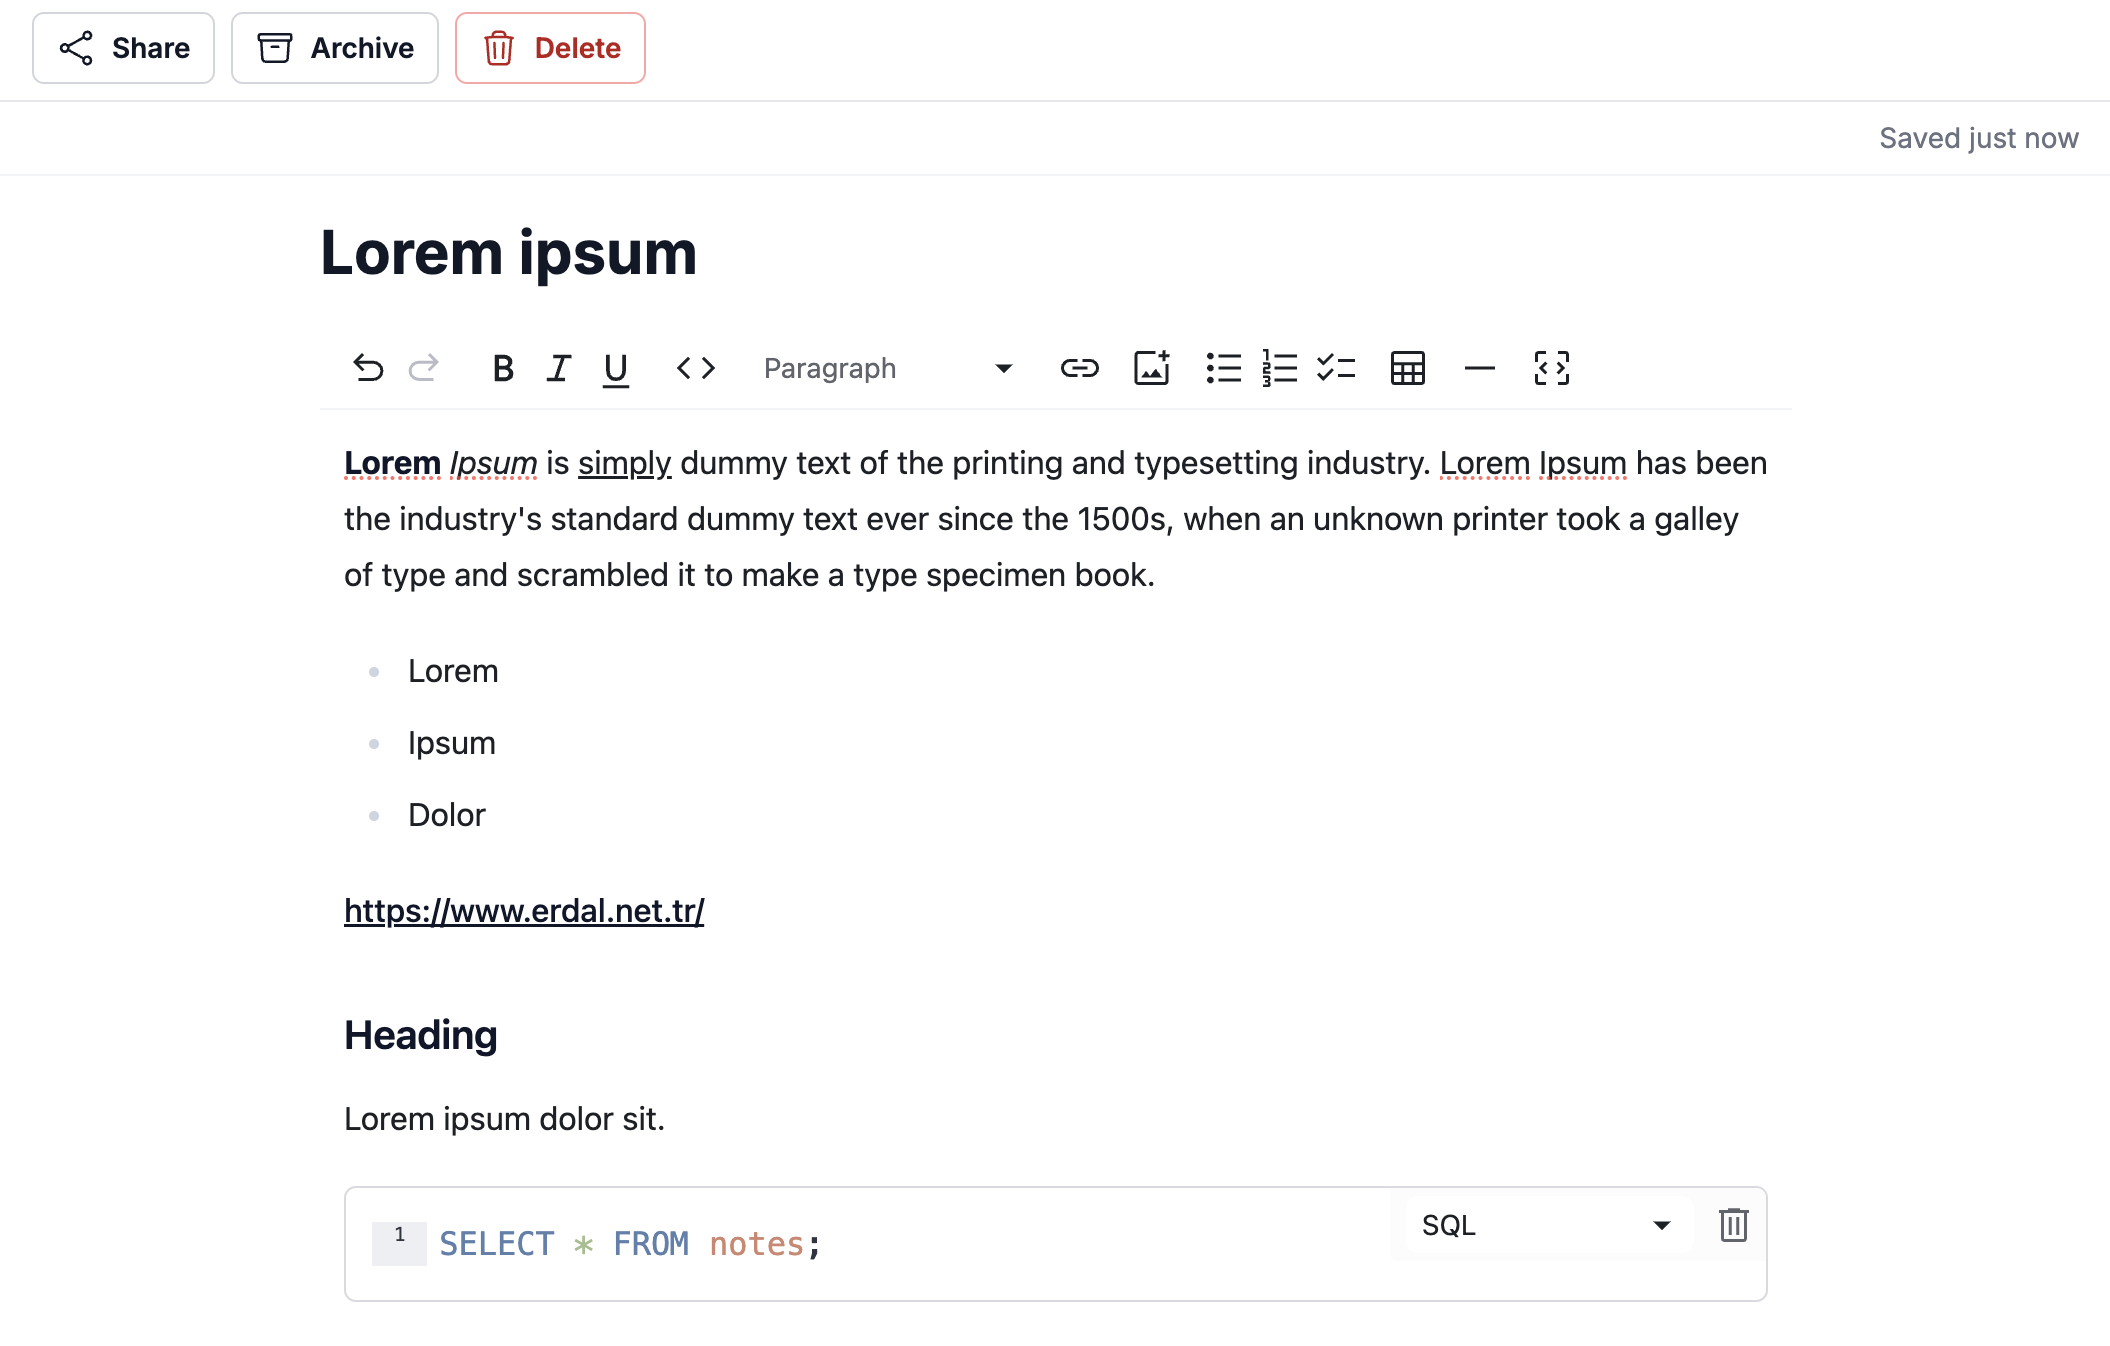 Share Archive Delete
Saved just now
Lorem ipsum
B I U Paragraph
Lorem Ipsum is simply dummy text of the printing and typesetting industry. Lorem Ipsum has been
the industry's standard dummy text ever since the 1500s, when an unknown printer took a galley
of type and scrambled it to make a type specimen book.
Lorem
Ipsum
Dolor
https://www.erdal.net.tr/
Heading
Lorem ipsum dolor sit.
SQL
1 SELECT * FROM notes;